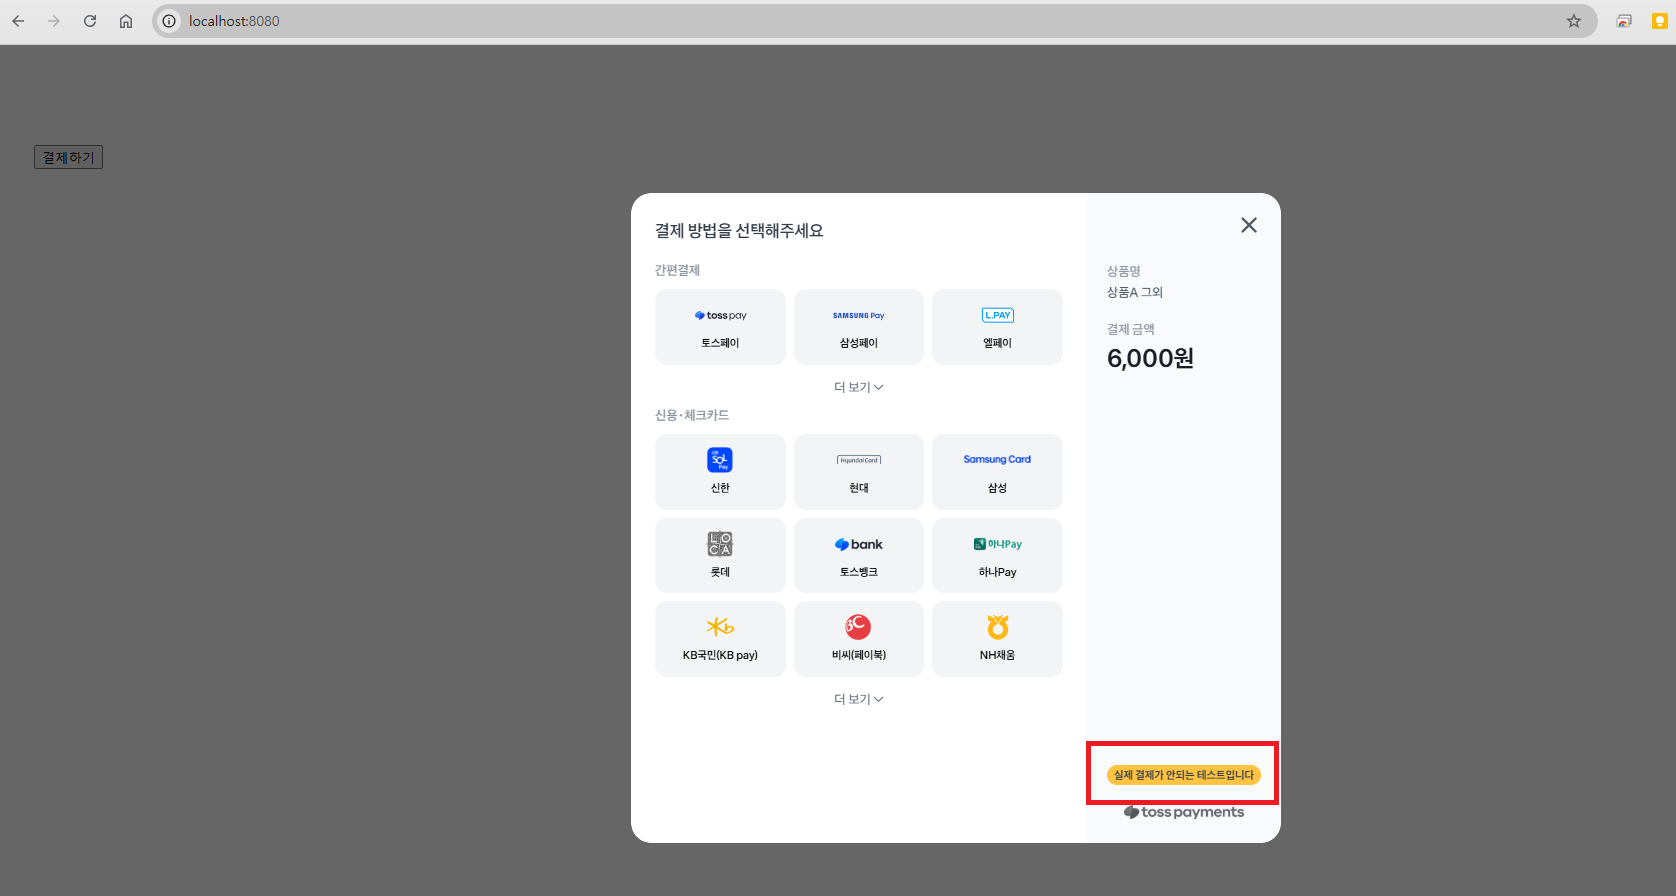 localhost:8080
결제하기
결제 방법을 선택해주세요
간편결제
toss pay
SAMSUNG Pay
L.PAY
토스페이
삼성페이
엘페이
더 보기
신용·체크카드
SOL
Pay
Hyundai Card
Samsung Card
신한
현대
삼성
LO
CA
bank
하나Pay
롯데
토스뱅크
하나Pay
Kb
BC
KB국민(KB pay)
비씨(페이북)
NH채움
더 보기
상품명
상품A 그외
결제 금액
6,000원
실제 결제가 안되는 테스트입니다
toss payments